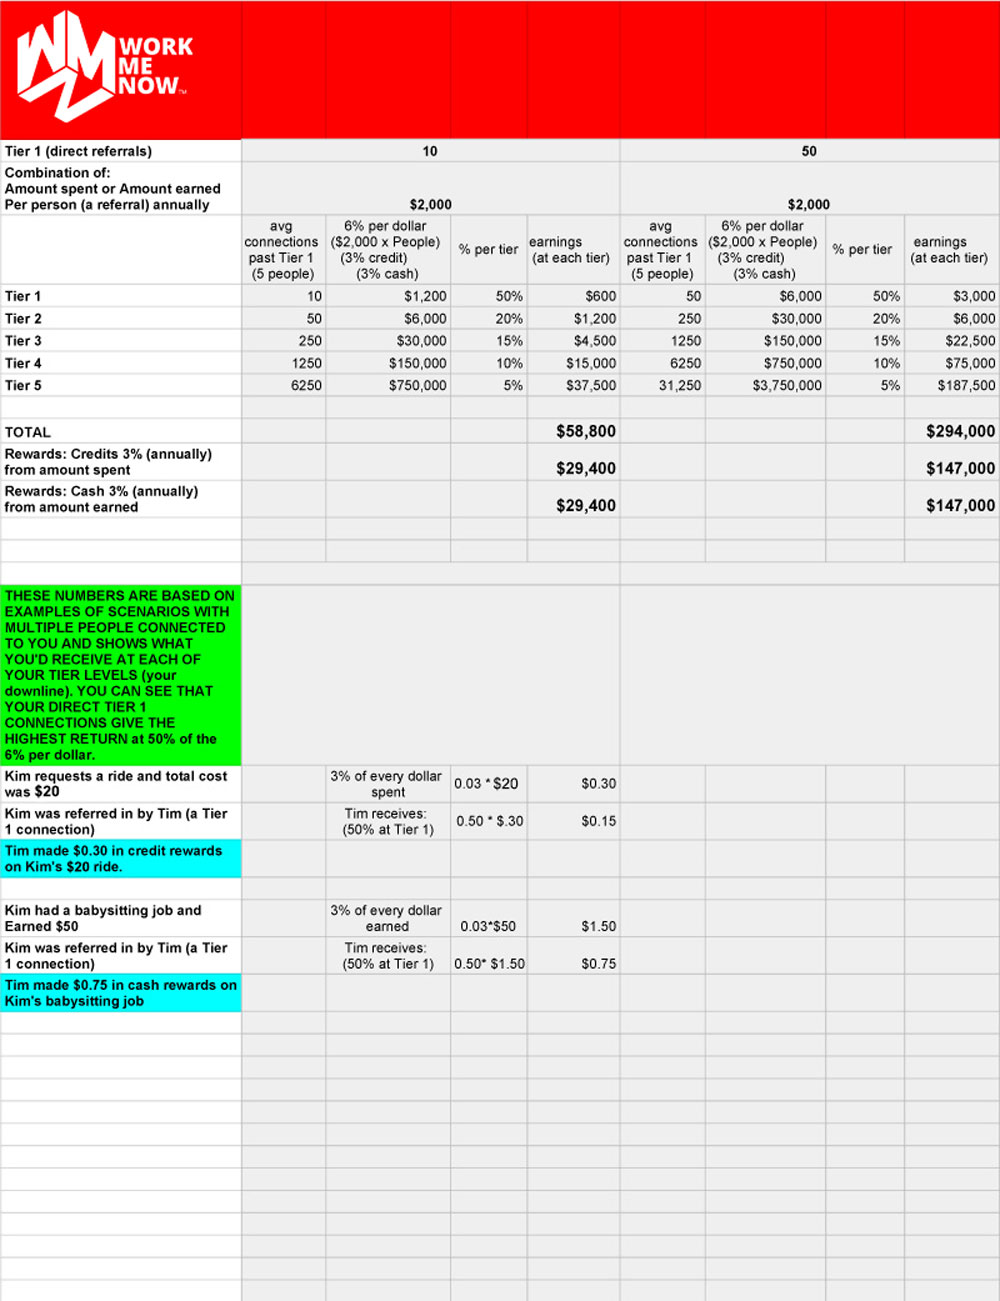 WORK
ME
NOW™
Tier 1 (direct referrals) 10 50
Combination of:
Amount spent or Amount earned
Per person (a referral) annually $2,000 $2,000
avg connections past Tier 1 (5 people) 6% per dollar ($2,000 x People) (3% credit) (3% cash) % per tier earnings (at each tier) avg connections past Tier 1 (5 people) 6% per dollar ($2,000 x People) (3% credit) (3% cash) % per tier earnings (at each tier)
Tier 1 10 $1,200 50% $600 50 $6,000 50% $3,000
Tier 2 50 $6,000 20% $1,200 250 $30,000 20% $6,000
Tier 3 250 $30,000 15% $4,500 1250 $150,000 15% $22,500
Tier 4 1250 $150,000 10% $15,000 6250 $750,000 10% $75,000
Tier 5 6250 $750,000 5% $37,500 31,250 $3,750,000 5% $187,500
TOTAL $58,800 $294,000
Rewards: Credits 3% (annually)
from amount spent $29,400 $147,000
Rewards: Cash 3% (annually)
from amount earned $29,400 $147,000
THESE NUMBERS ARE BASED ON
EXAMPLES OF SCENARIOS WITH
MULTIPLE PEOPLE CONNECTED
TO YOU AND SHOWS WHAT
YOU'D RECEIVE AT EACH OF
YOUR TIER LEVELS (your
downline). YOU CAN SEE THAT
YOUR DIRECT TIER 1
CONNECTIONS GIVE THE
HIGHEST RETURN at 50% of the
6% per dollar.
Kim requests a ride and total cost
was $20 3% of every dollar spent 0.03 * $20 $0.30
Kim was referred in by Tim (a Tier
1 connection) Tim receives: (50% at Tier 1) 0.50 * $.30 $0.15
Tim made $0.30 in credit rewards
on Kim's $20 ride.
Kim had a babysitting job and
Earned $50 3% of every dollar earned 0.03*$50 $1.50
Kim was referred in by Tim (a Tier
1 connection) Tim receives: (50% at Tier 1) 0.50* $1.50 $0.75
Tim made $0.75 in cash rewards on
Kim's babysitting job